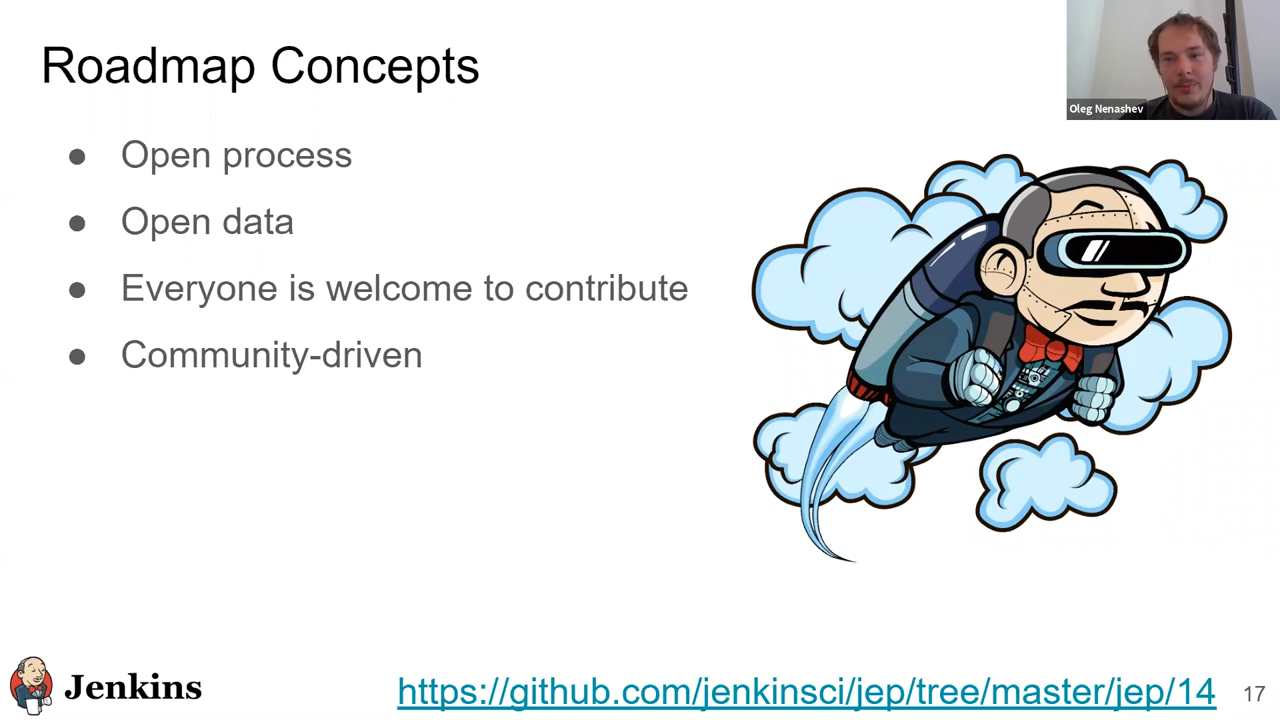 Roadmap Concepts
Oleg Nenashev
● Open process
● Open data
● Everyone is welcome to contribute
● Community-driven
Jenkins
https://github.com/jenkinsci/jep/tree/master/jep/14
17